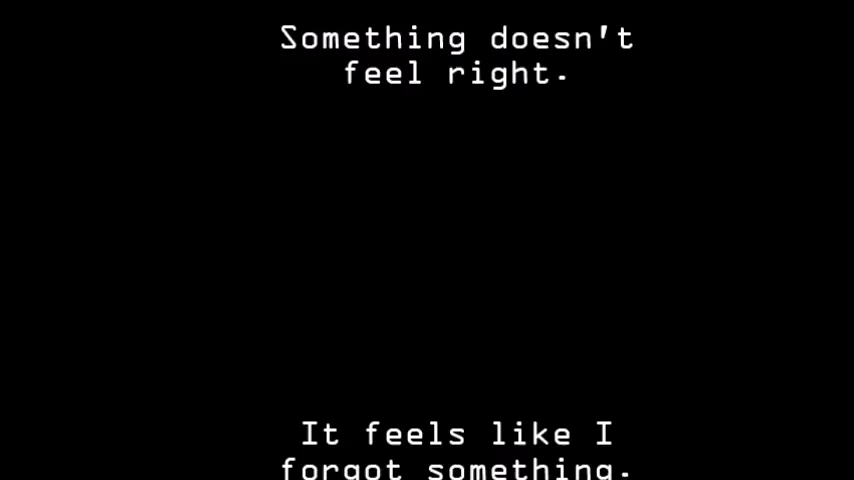 Something doesn't
feel right.
It feels like I
forgot something.